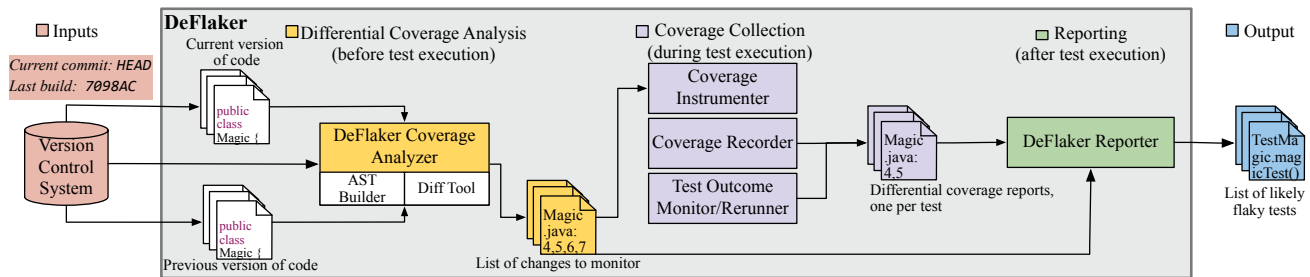 DeFlaker
Inputs
Current commit: HEAD
Last build: 7098AC
Version
Control
System
Current version
of code
public
class
Magic {
public
class
Magic {
Previous version of code
Differential Coverage Analysis
(before test execution)
DeFlaker Coverage
Analyzer
AST
Builder
Diff Tool
Magic
.java:
4,5,6,7
List of changes to monitor
Coverage Collection
(during test execution)
Coverage
Instrumenter
Coverage Recorder
Test Outcome
Monitor/Rerunner
Magic
.java:
4,5
Differential coverage reports,
one per test
Reporting
(after test execution)
DeFlaker Reporter
Output
TestMa
gic.mag
icTest()
List of likely
flaky tests